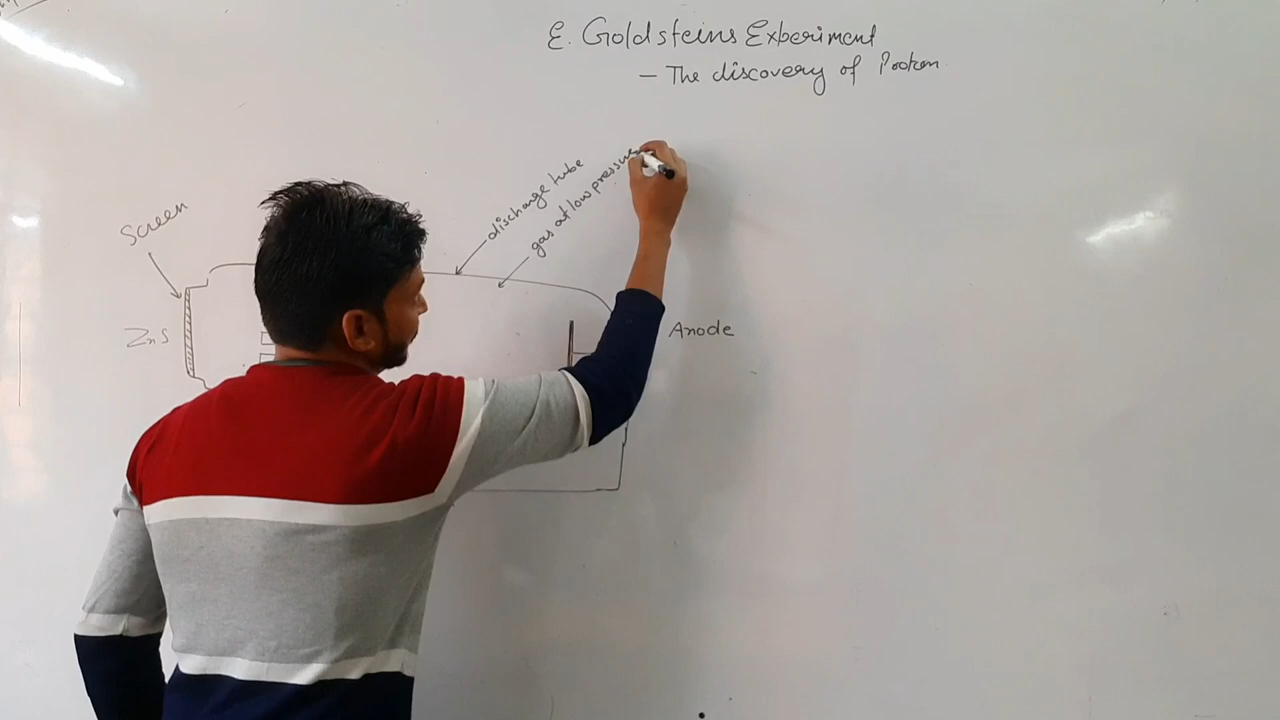 E. Goldsteins Experiment
- The discovery of Proton
discharge tube
gas at low pressure
Screen
ZnS
Anode